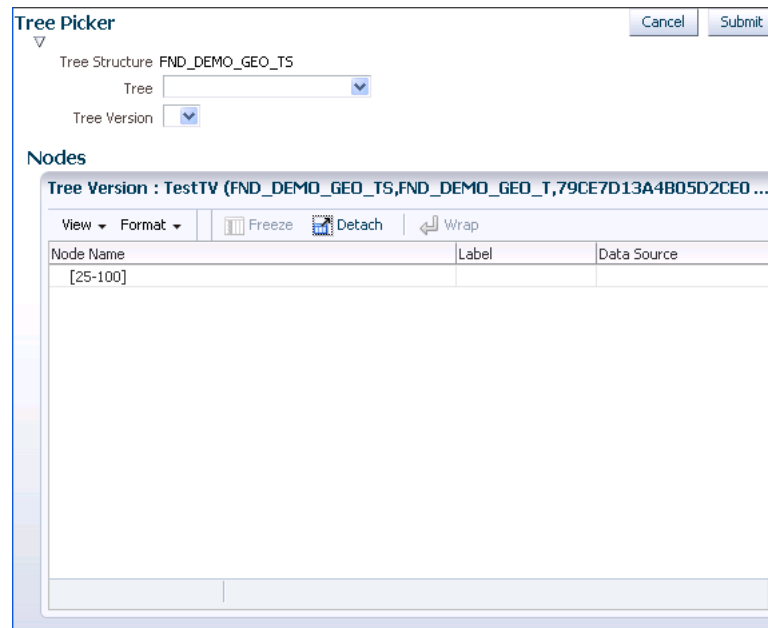 Tree Picker
Cancel Submit
Tree Structure FND_DEMO_GEO_TS
Tree
Tree Version
Nodes
Tree Version : TestTV (FND_DEMO_GEO_TS,FND_DEMO_GEO_T,79CE7D13A4B05D2CE0 ...
View Format Freeze Detach Wrap
Node Name Label Data Source
[25-100]